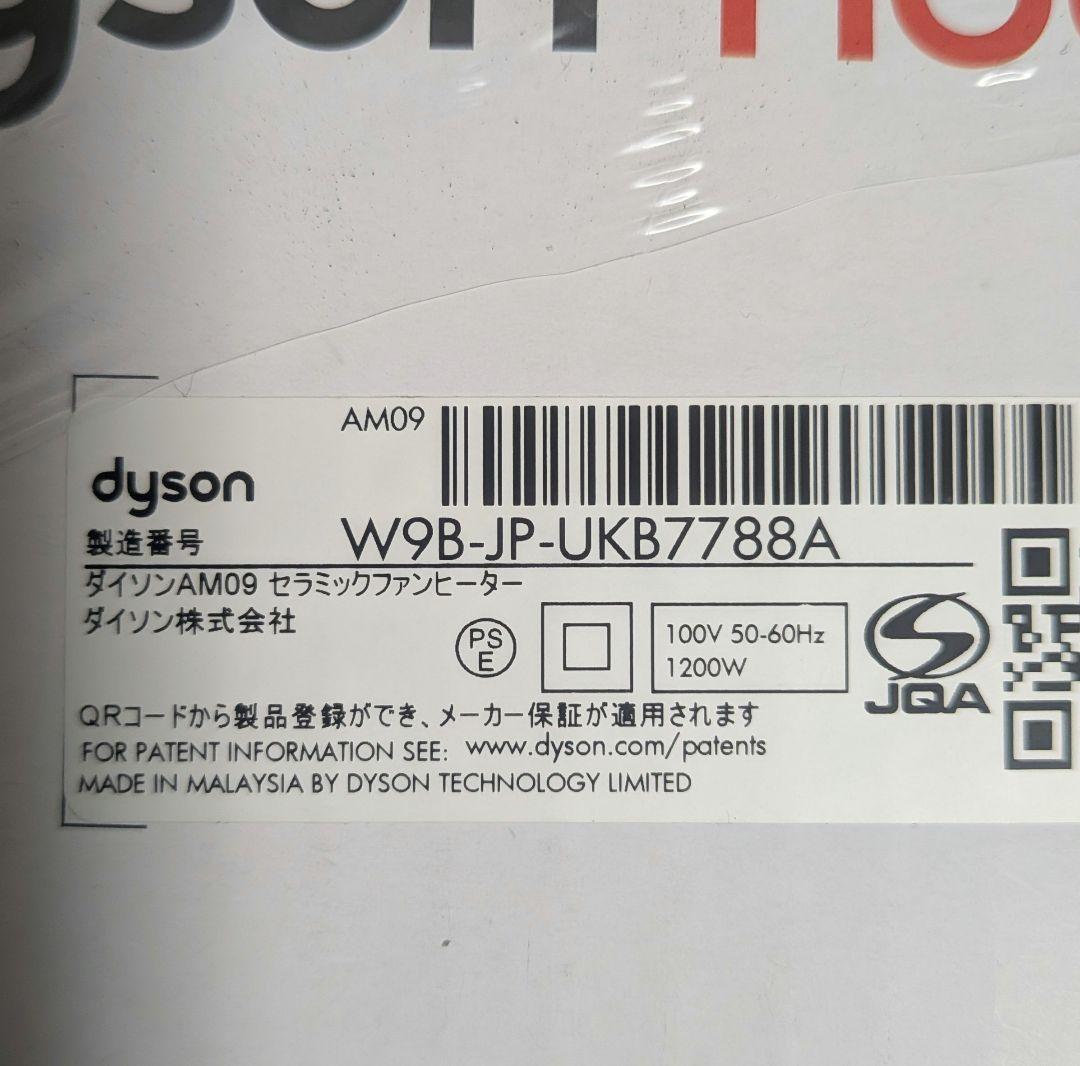 dyson
AM09
dyson
製造番号
W9B-JP-UKB7788A
ダイソンAM09 セラミックファンヒーター
ダイソン株式会社
PS
E
100V 50-60Hz
1200W
JQA
QRコードから製品登録ができ、メーカー保証が適用されます
FOR PATENT INFORMATION SEE: www.dyson.com/patents
MADE IN MALAYSIA BY DYSON TECHNOLOGY LIMITED